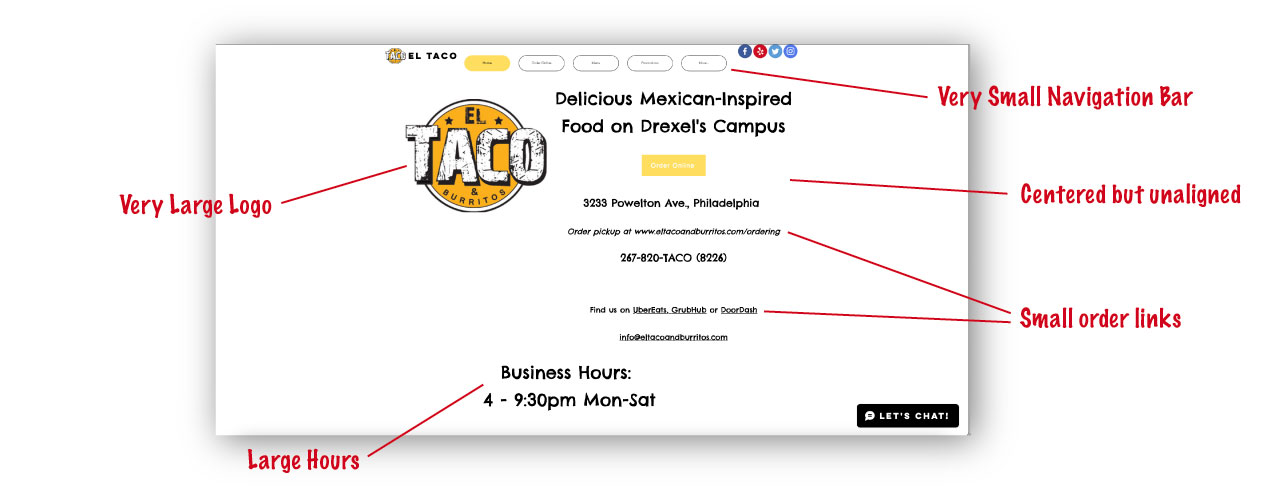 TACO EL TACO
Home Order Online Menu Promotions More...
Very Small Navigation Bar
Delicious Mexican-Inspired
Food on Drexel's Campus
EL
TACO
&
BURRITOS
Very Large Logo
Order Online
Centered but unaligned
3233 Powelton Ave., Philadelphia
Order pickup at www.eltacoandburritos.com/ordering
267-820-TACO (8226)
Find us on UberEats, GrubHub or DoorDash
Small order links
info@eltacoandburritos.com
Business Hours:
4 - 9:30pm Mon-Sat
LET'S CHAT!
Large Hours